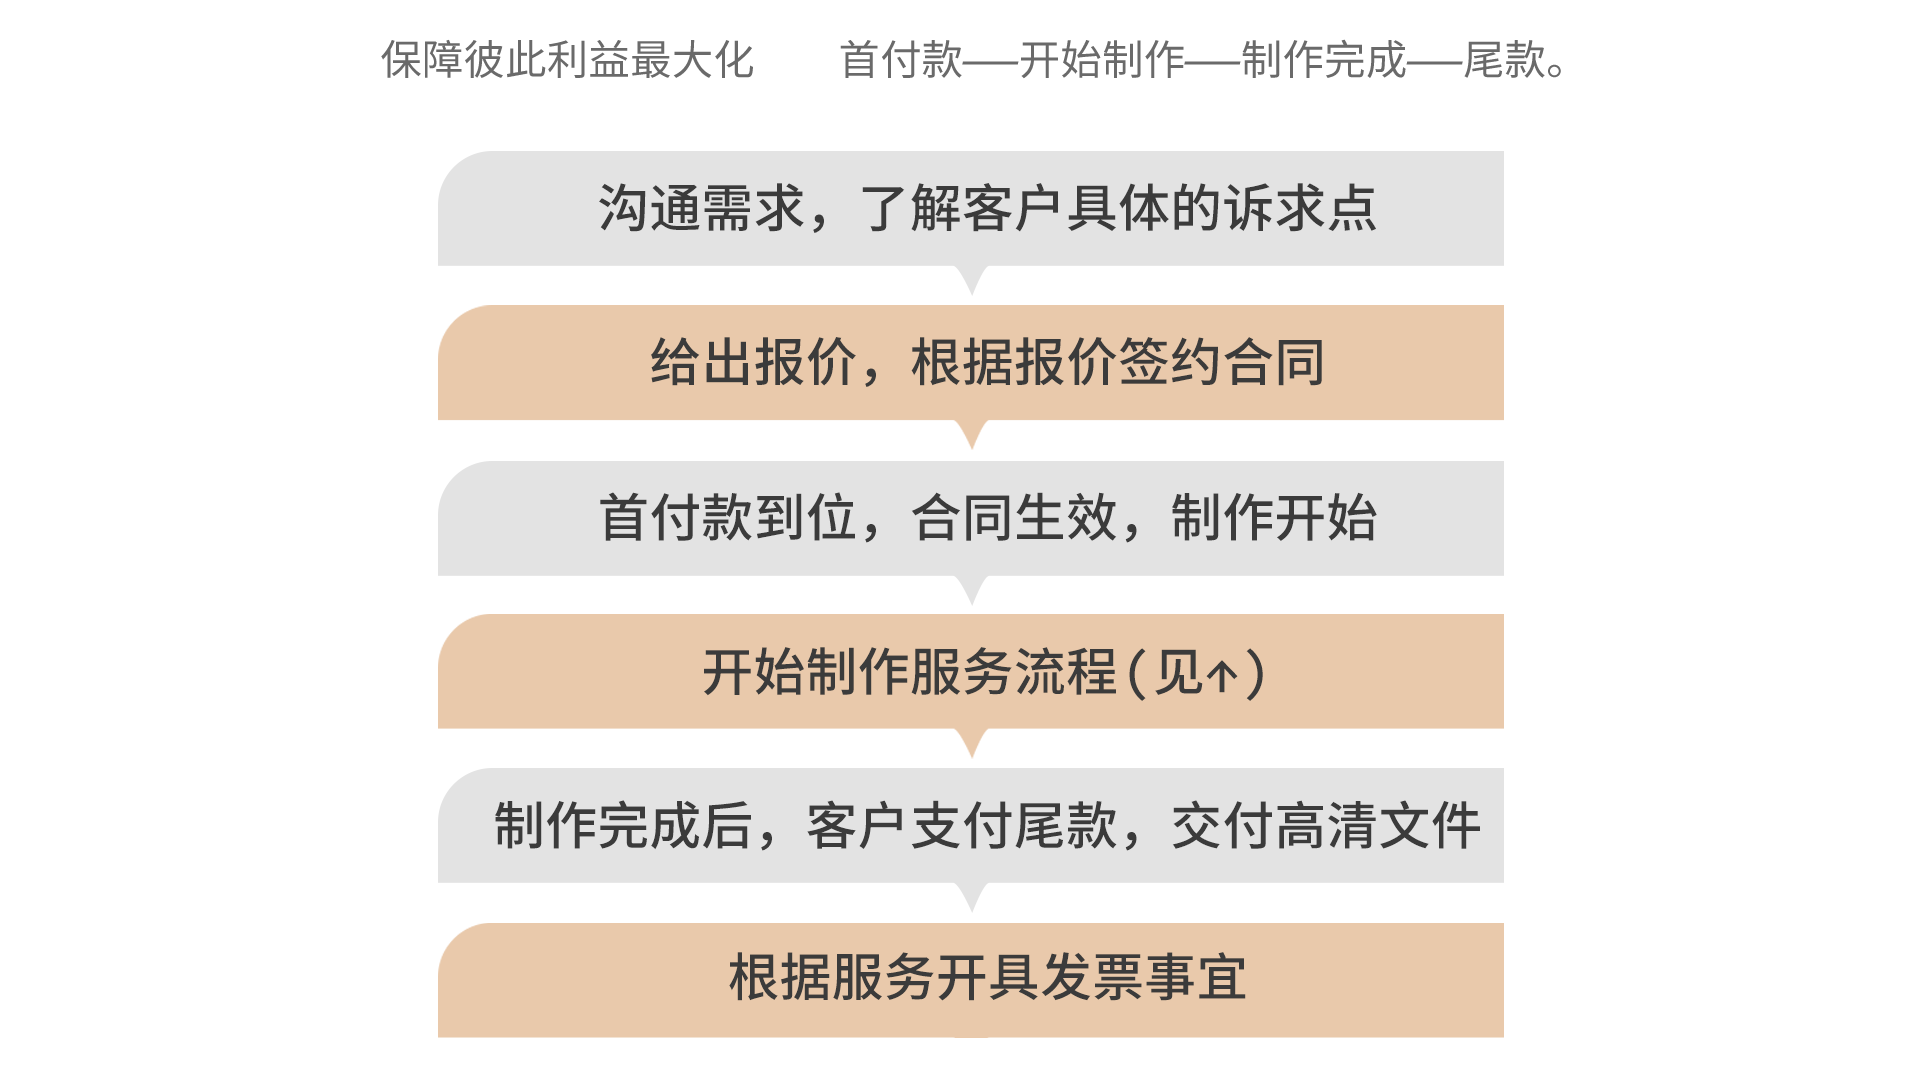 保障彼此利益最大化　　首付款——开始制作——制作完成——尾款。
沟通需求，了解客户具体的诉求点
给出报价，根据报价签约合同
首付款到位，合同生效，制作开始
开始制作服务流程（见↑）
制作完成后，客户支付尾款，交付高清文件
根据服务开具发票事宜